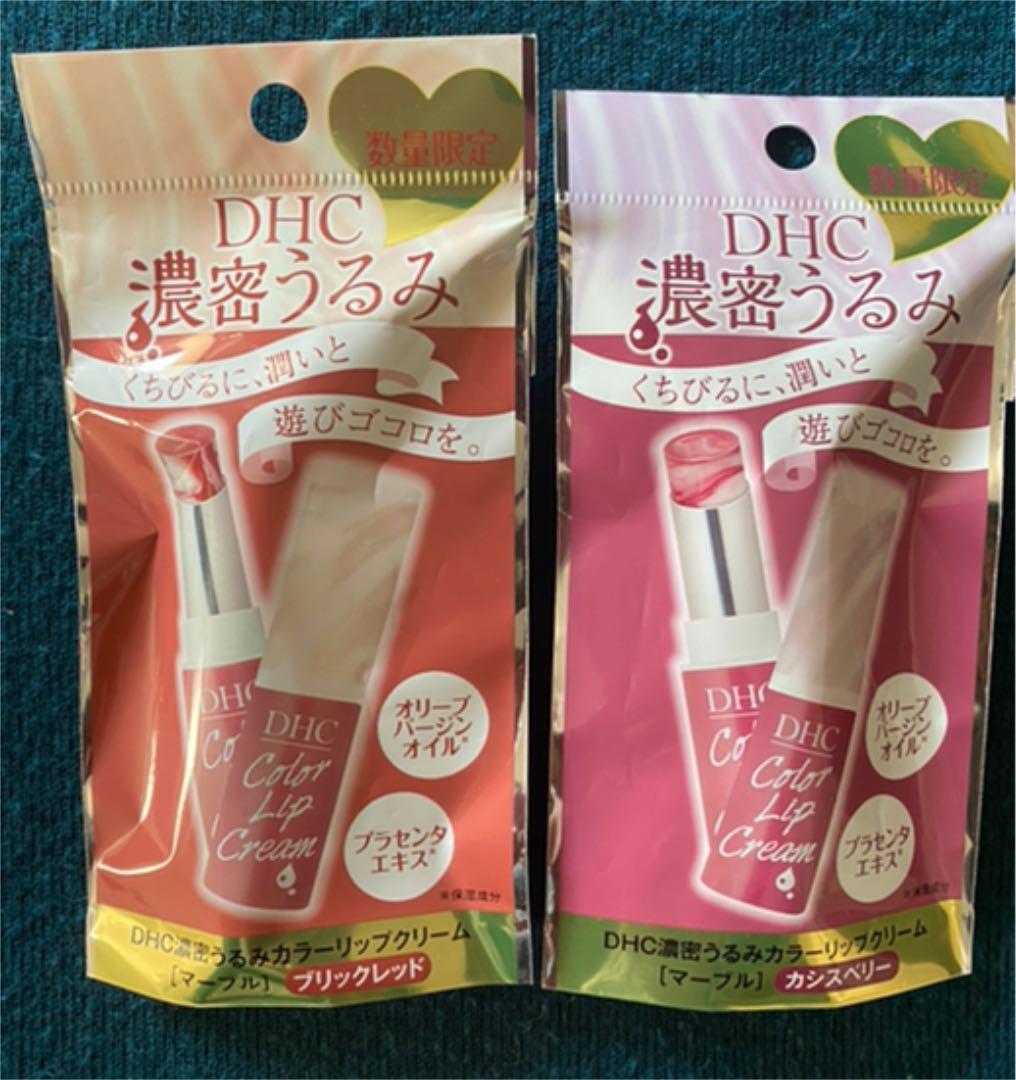 数量限定
DHC
濃密うるみ
くちびるに、潤いと
遊びゴコロを。
DHC
Co
DHC
Color
Lip
Cream
オリーブ
バージン
オイル※
プラセンタ
エキス※
※保湿成分
DHC濃密うるみカラーリップクリーム
[マーブル] ブリックレッド
数量限定
DHC
濃密うるみ
くちびるに、潤いと
遊びゴコロを。
DHC
Co
DHC
Color
Lip
Cream
オリーブ
バージン
オイル※
プラセンタ
エキス※
※保湿成分
DHC濃密うるみカラーリップクリーム
[マーブル] カシスベリー